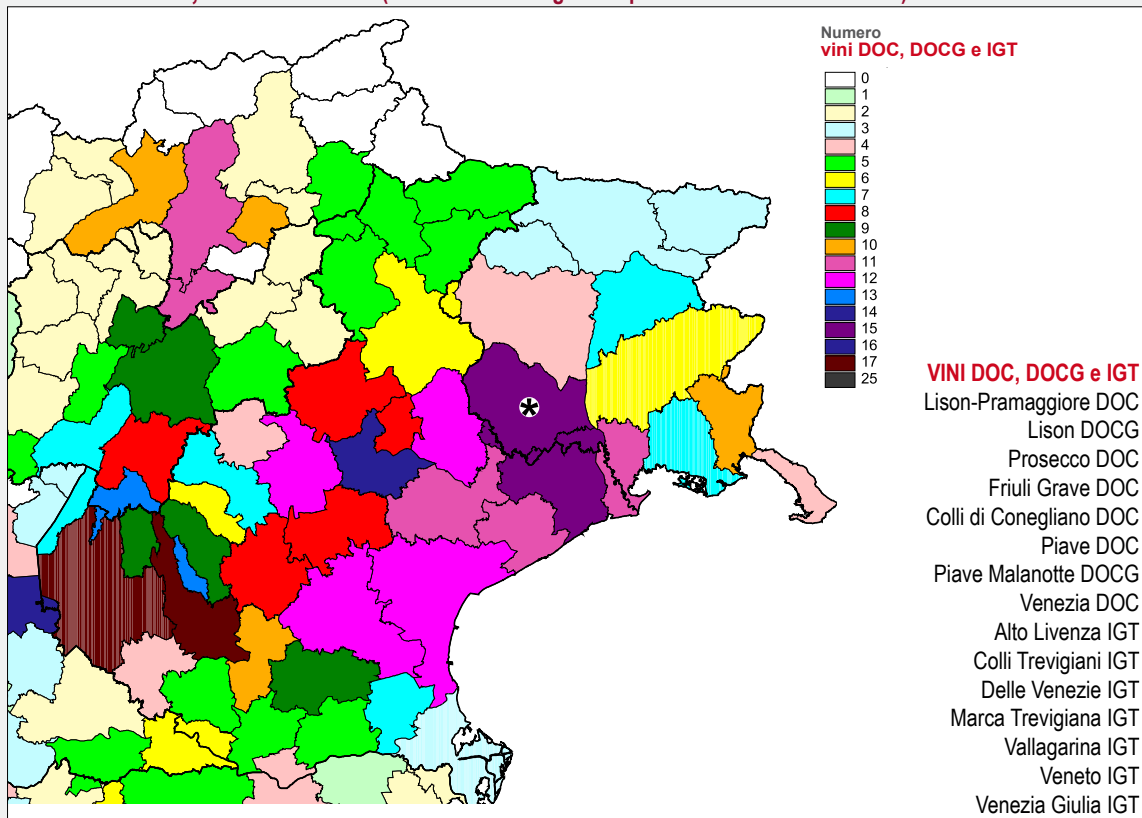 Numero
vini DOC, DOCG e IGT
0
1
2
3
4
5
6
7
8
9
10
11
12
13
14
15
16
17
25
*
VINI DOC, DOCG e IGT
Lison-Pramaggiore DOC
Lison DOCG
Prosecco DOC
Friuli Grave DOC
Colli di Conegliano DOC
Piave DOC
Piave Malanotte DOCG
Venezia DOC
Alto Livenza IGT
Colli Trevigiani IGT
Delle Venezie IGT
Marca Trevigiana IGT
Vallagarina IGT
Veneto IGT
Venezia Giulia IGT